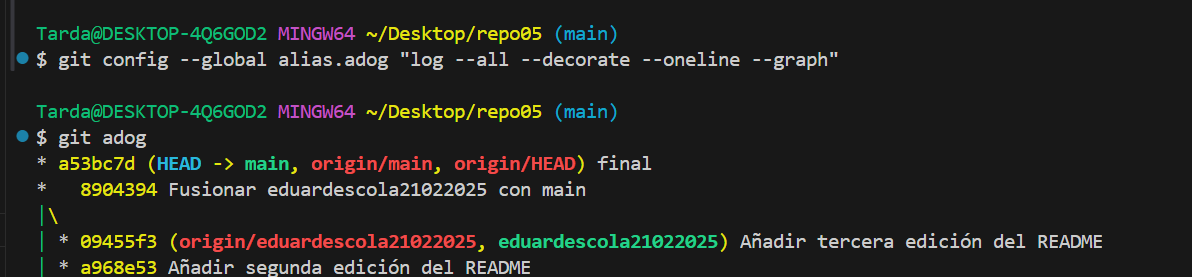 Tarda@DESKTOP-4Q6GOD2 MINGW64 ~/Desktop/repo05 (main)
$ git config --global alias.adog "log --all --decorate --oneline --graph"
Tarda@DESKTOP-4Q6GOD2 MINGW64 ~/Desktop/repo05 (main)
$ git adog
* a53bc7d (HEAD -> main, origin/main, origin/HEAD) final
*   8904394 Fusionar eduardescola21022025 con main
|\
| * 09455f3 (origin/eduardescola21022025, eduardescola21022025) Añadir tercera edición del README
| * a968e53 Añadir segunda edición del README